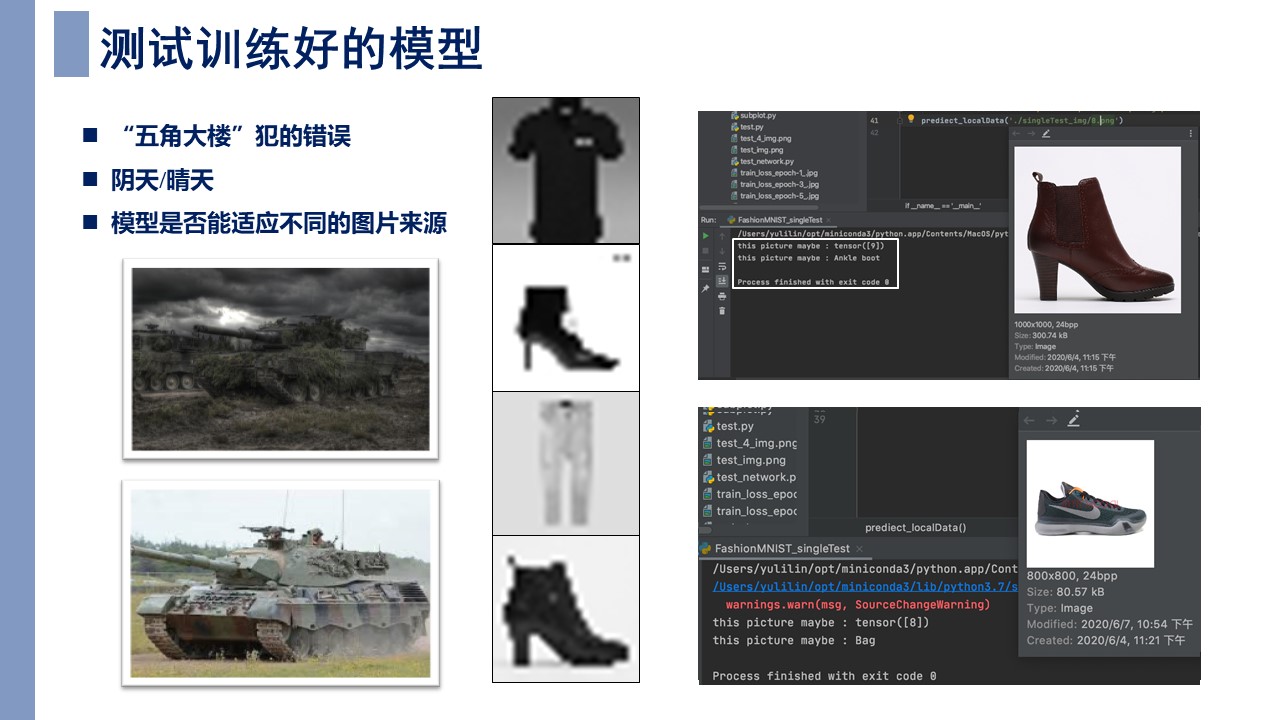 测试训练好的模型
“五角大楼”犯的错误
阴天/晴天
模型是否能适应不同的图片来源
subplot.py
test.py
test_4_img.png
test_img.png
test_network.py
train_loss_epoch-1_.jpg
train_loss_epoch-3_.jpg
train_loss_epoch-5_.jpg
41 prediect_localData('./singleTest_img/8.png')
42
if __name__ == '__main__'
Run: FashionMNIST_singleTest ×
/Users/yulilin/opt/miniconda3/python.app/Contents/MacOS/pyt
this picture maybe : tensor([9])
this picture maybe : Ankle boot
Process finished with exit code 0
1000x1000, 24bpp
Size: 300.74 kB
Type: Image
Modified: 2020/6/4, 11:15 下午
Created: 2020/6/4, 11:15 下午
test.py
test_4_img.png
test_img.png
test_network.p
train_loss_epoc
train_loss_epoc
39
prediect_localData()
FashionMNIST_singleTest ×
/Users/yulilin/opt/miniconda3/python.app/Cont
/Users/yulilin/opt/miniconda3/lib/python3.7/s
warnings.warn(msg, SourceChangeWarning)
this picture maybe : tensor([8])
this picture maybe : Bag
Process finished with exit code 0
800x800, 24bpp
Size: 80.57 kB
Type: Image
Modified: 2020/6/7, 10:54 下午
Created: 2020/6/4, 11:21 下午